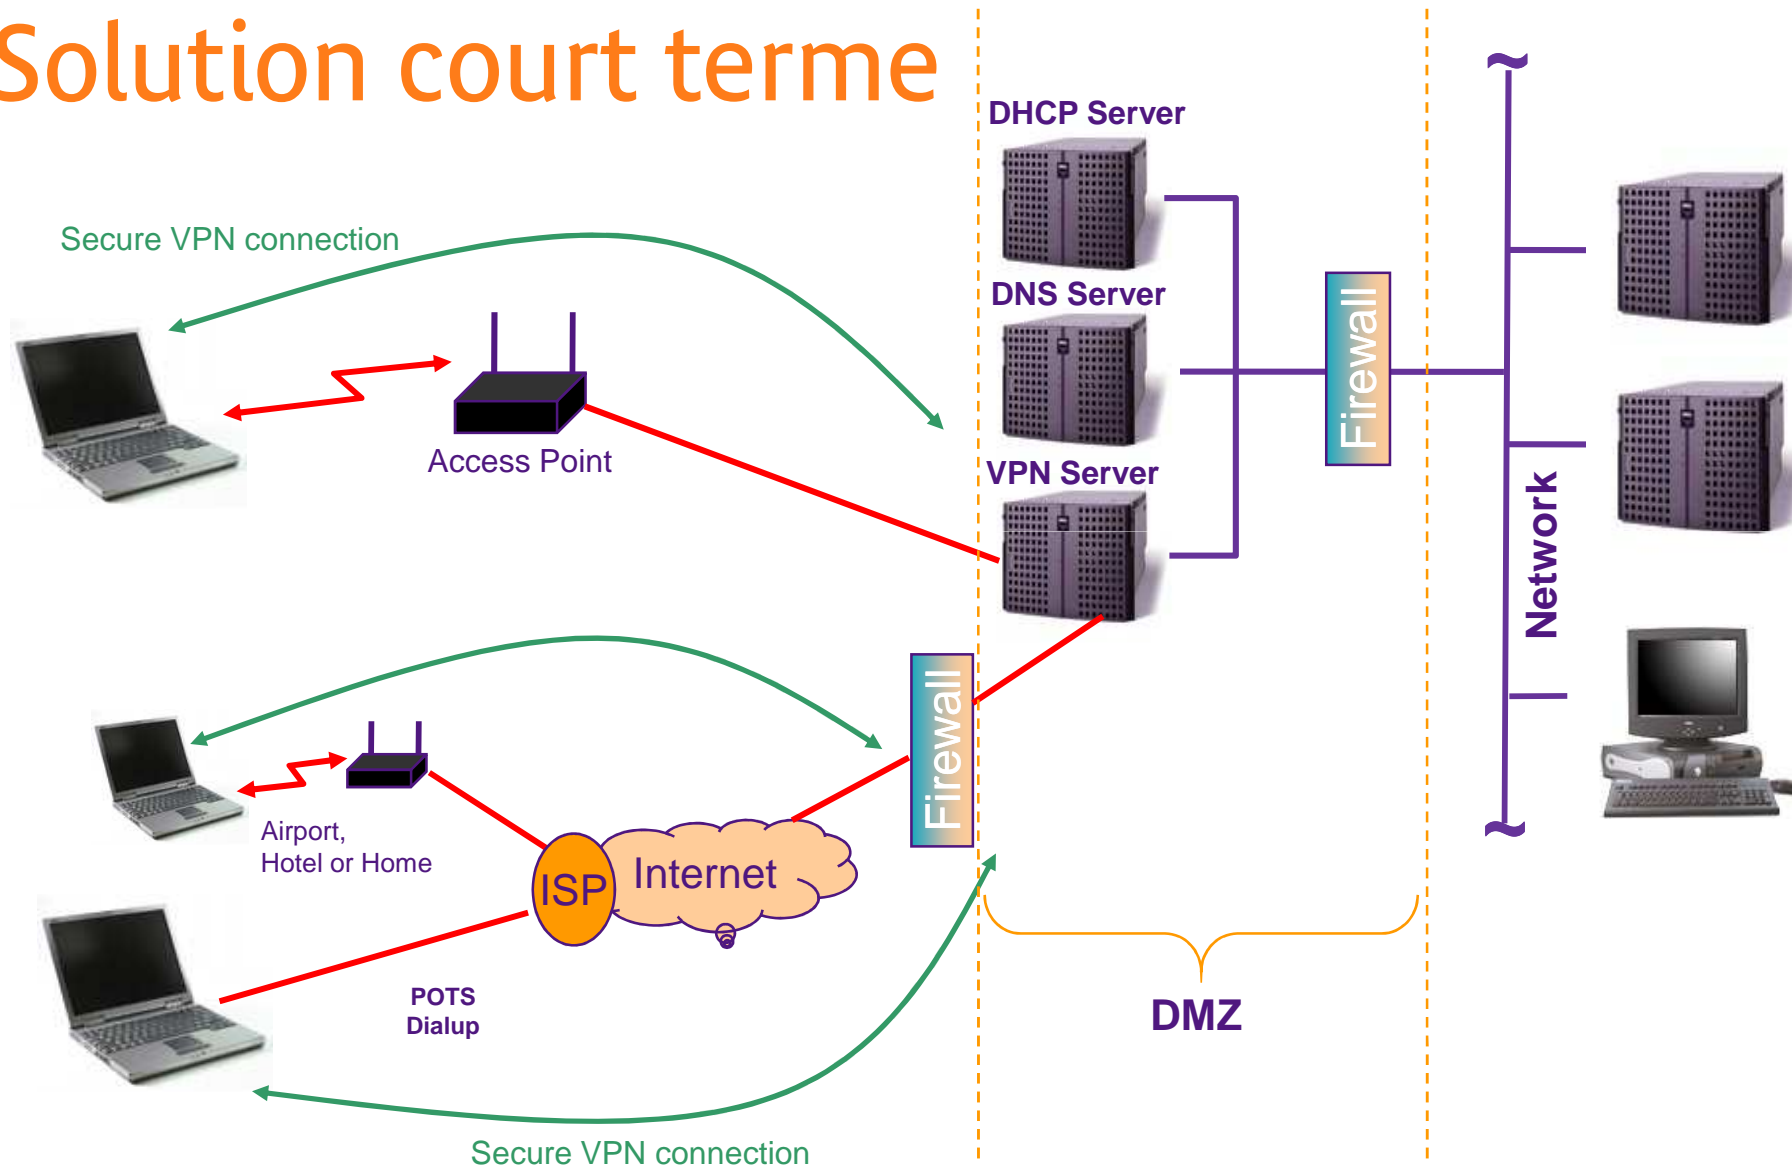 Solution court terme
DHCP Server
Secure VPN connection
DNS Server
Firewall
Access Point
VPN Server
Network
Firewall
Airport,
Hotel or Home
ISP
Internet
POTS
Dialup
DMZ
Secure VPN connection